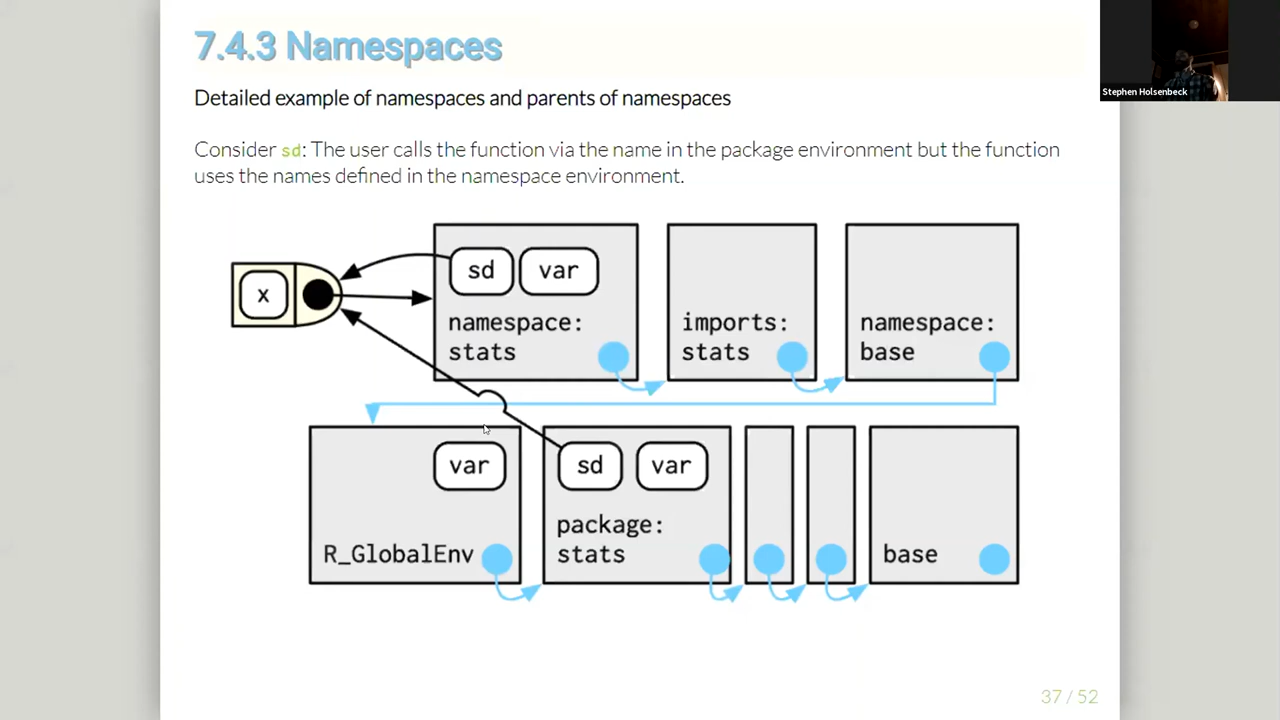 7.4.3 Namespaces
Stephen Holsenbeck
Detailed example of namespaces and parents of namespaces
Consider sd: The user calls the function via the name in the package environment but the function
uses the names defined in the namespace environment.
x
sd
var
namespace:
stats
imports:
stats
namespace:
base
var
R_GlobalEnv
sd
var
package:
stats
base
37 / 52